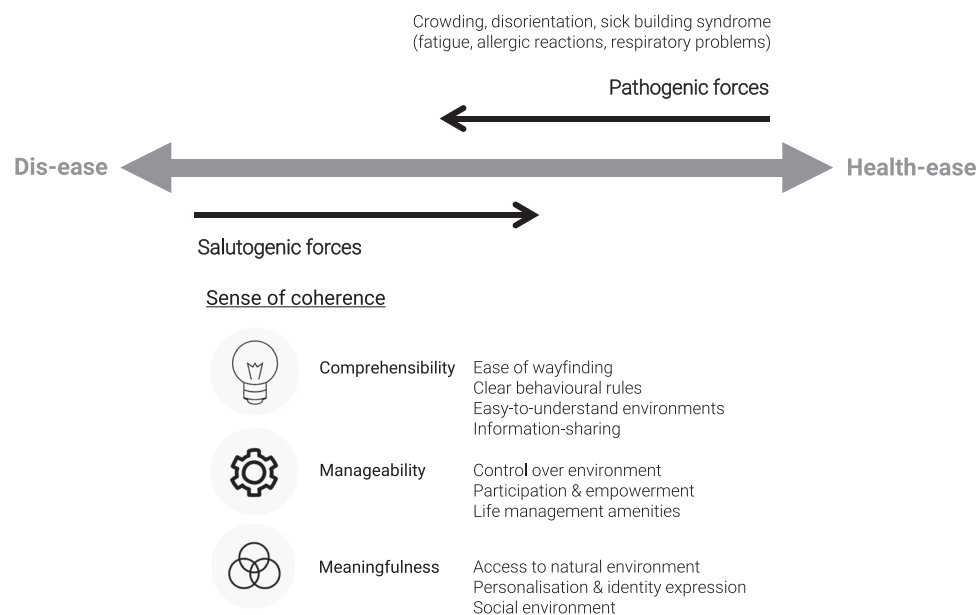 Crowding, disorientation, sick building syndrome
(fatigue, allergic reactions, respiratory problems)
Pathogenic forces
Dis-ease
Health-ease
Salutogenic forces
Sense of coherence
Comprehensibility
Ease of wayfinding
Clear behavioural rules
Easy-to-understand environments
Information-sharing
Manageability
Control over environment
Participation & empowerment
Life management amenities
Meaningfulness
Access to natural environment
Personalisation & identity expression
Social environment